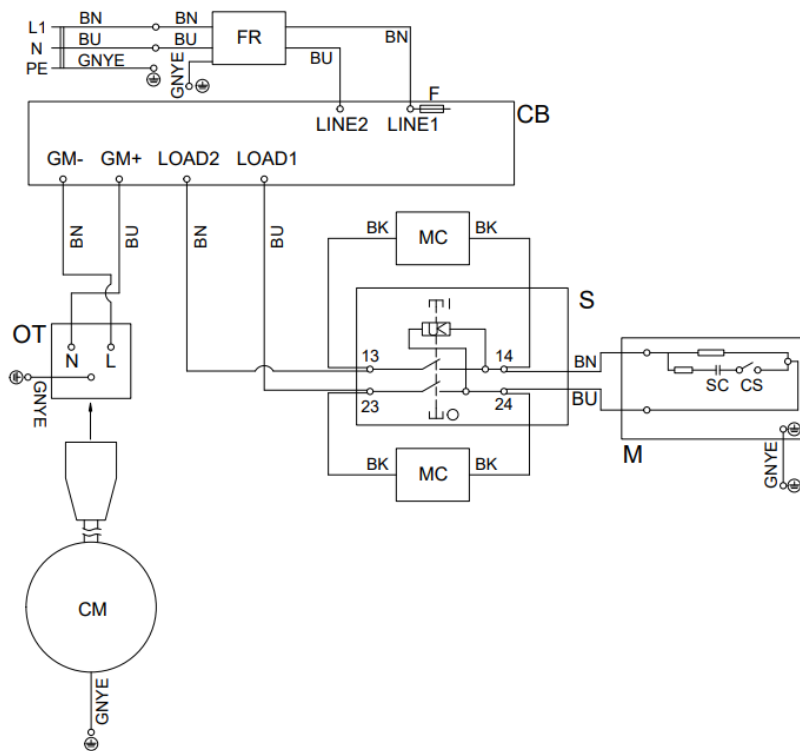 L1 BN BN
N BU BU FR
PE GNYE
GNYE
BN
BU
F
LINE2 LINE1 CB
GM- GM+ LOAD2 LOAD1
BN BU BN BU
BK MC BK
S
I
U<
OT
N L
13 14
BN
23 24
BU
SC CS
GNYE
O
M
BK MC BK
GNYE
CM
GNYE